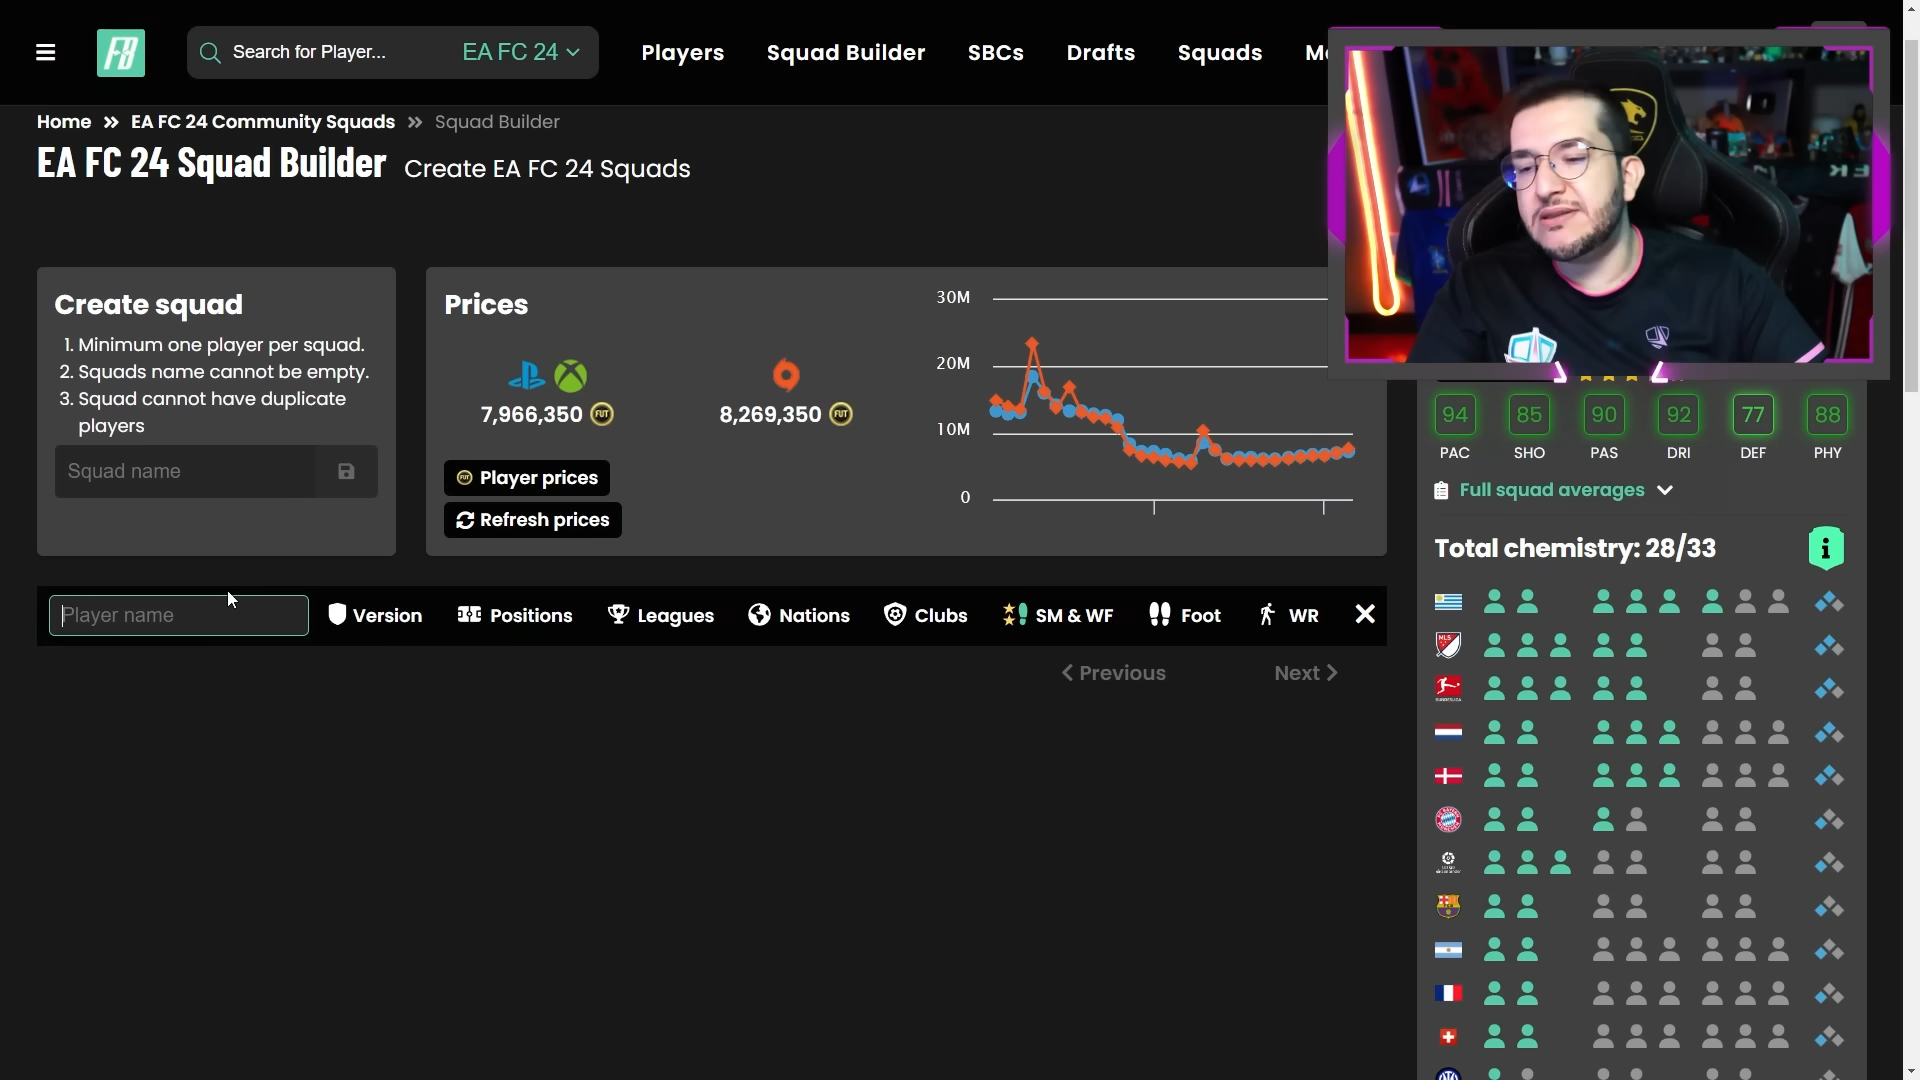 Search for Player...
EA FC 24
Players
Squad Builder
SBCs
Drafts
Squads
Home » EA FC 24 Community Squads » Squad Builder
EA FC 24 Squad Builder
Create EA FC 24 Squads
Create squad
1. Minimum one player per squad.
2. Squads name cannot be empty.
3. Squad cannot have duplicate
players
Squad name
Prices
7,966,350
8,269,350
Player prices
Refresh prices
30M
20M
10M
0
94
85
90
92
77
88
PAC
SHO
PAS
DRI
DEF
PHY
Full squad averages
Total chemistry: 28/33
Player name
Version
Positions
Leagues
Nations
Clubs
SM & WF
Foot
WR
Previous
Next